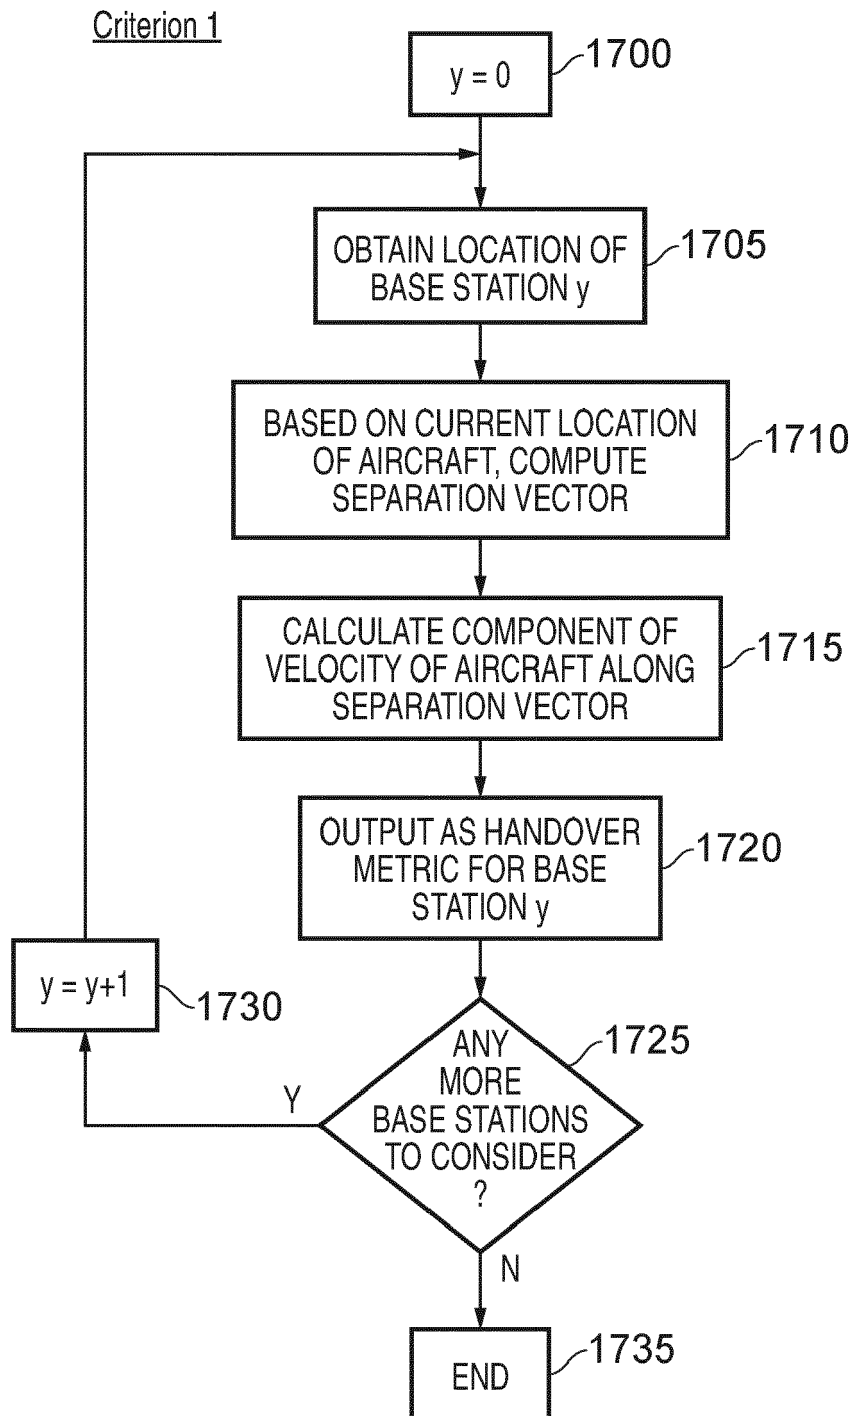 Criterion 1
y = 0
1700
OBTAIN LOCATION OF
BASE STATION y
1705
BASED ON CURRENT LOCATION
OF AIRCRAFT, COMPUTE
SEPARATION VECTOR
1710
CALCULATE COMPONENT OF
VELOCITY OF AIRCRAFT ALONG
SEPARATION VECTOR
1715
OUTPUT AS HANDOVER
METRIC FOR BASE
STATION y
1720
y = y+1
1730
ANY
MORE
BASE STATIONS
TO CONSIDER
?
1725
Y
N
END
1735